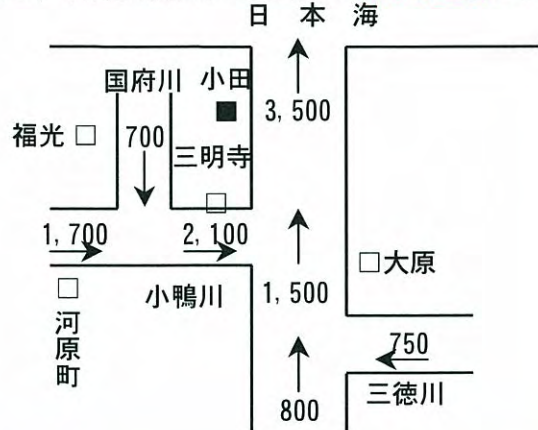 日本海
国府川 小田
3,500
福光 700
三明寺
1,700 2,100
大原
小鴨川 1,500
河原町
750
三徳川
800